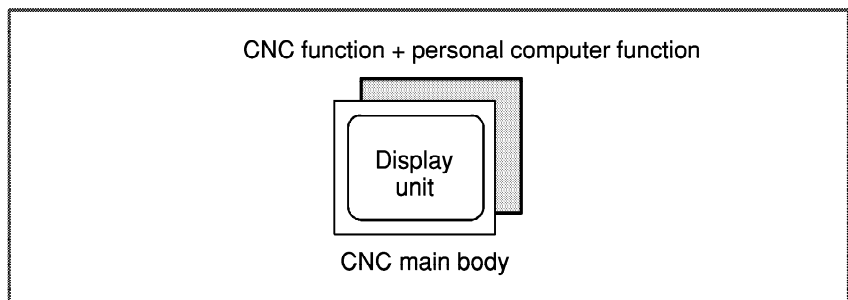 CNC function + personal computer function
Display
unit
CNC main body